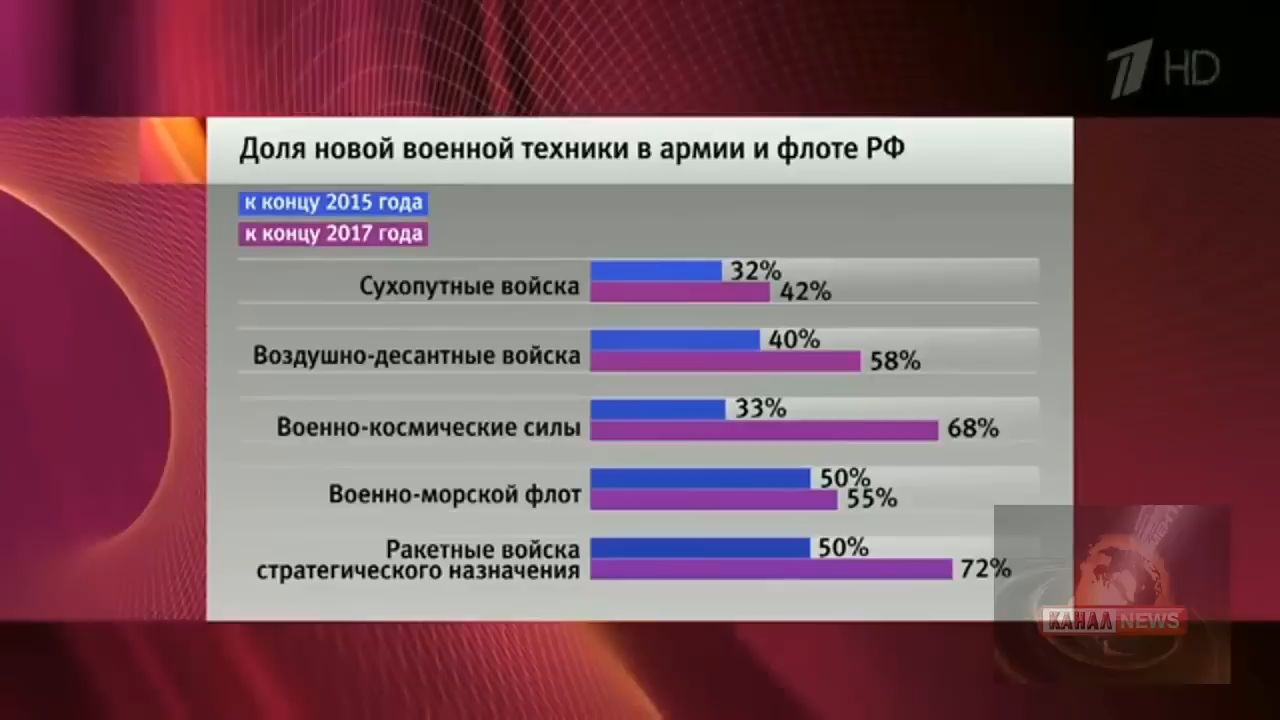 1 HD
Доля новой военной техники в армии и флоте РФ
к концу 2015 года
к концу 2017 года
Сухопутные войска
32%
42%
Воздушно-десантные войска
40%
58%
Военно-космические силы
33%
68%
Военно-морской флот
50%
55%
Ракетные войска
стратегического назначения
50%
72%
КАНАЛ NEWS